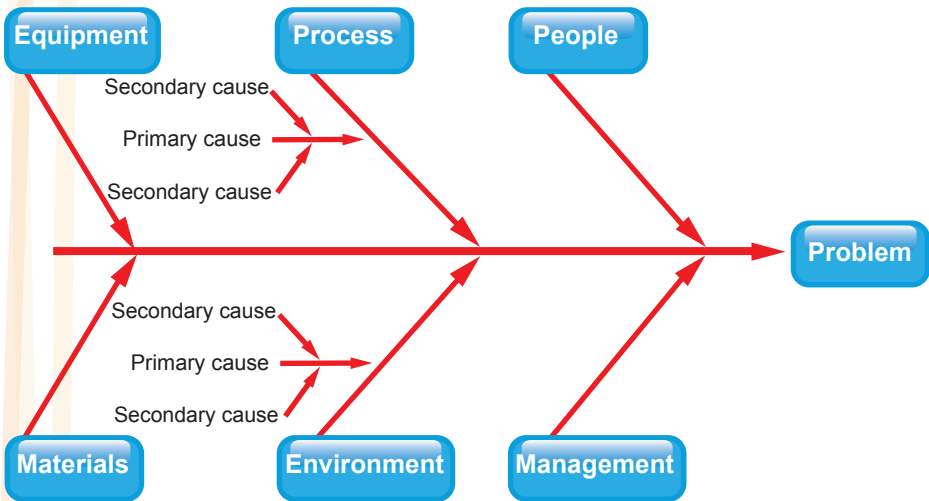 Equipment
Process
People
Secondary cause
Primary cause
Secondary cause
Problem
Secondary cause
Primary cause
Secondary cause
Materials
Environment
Management